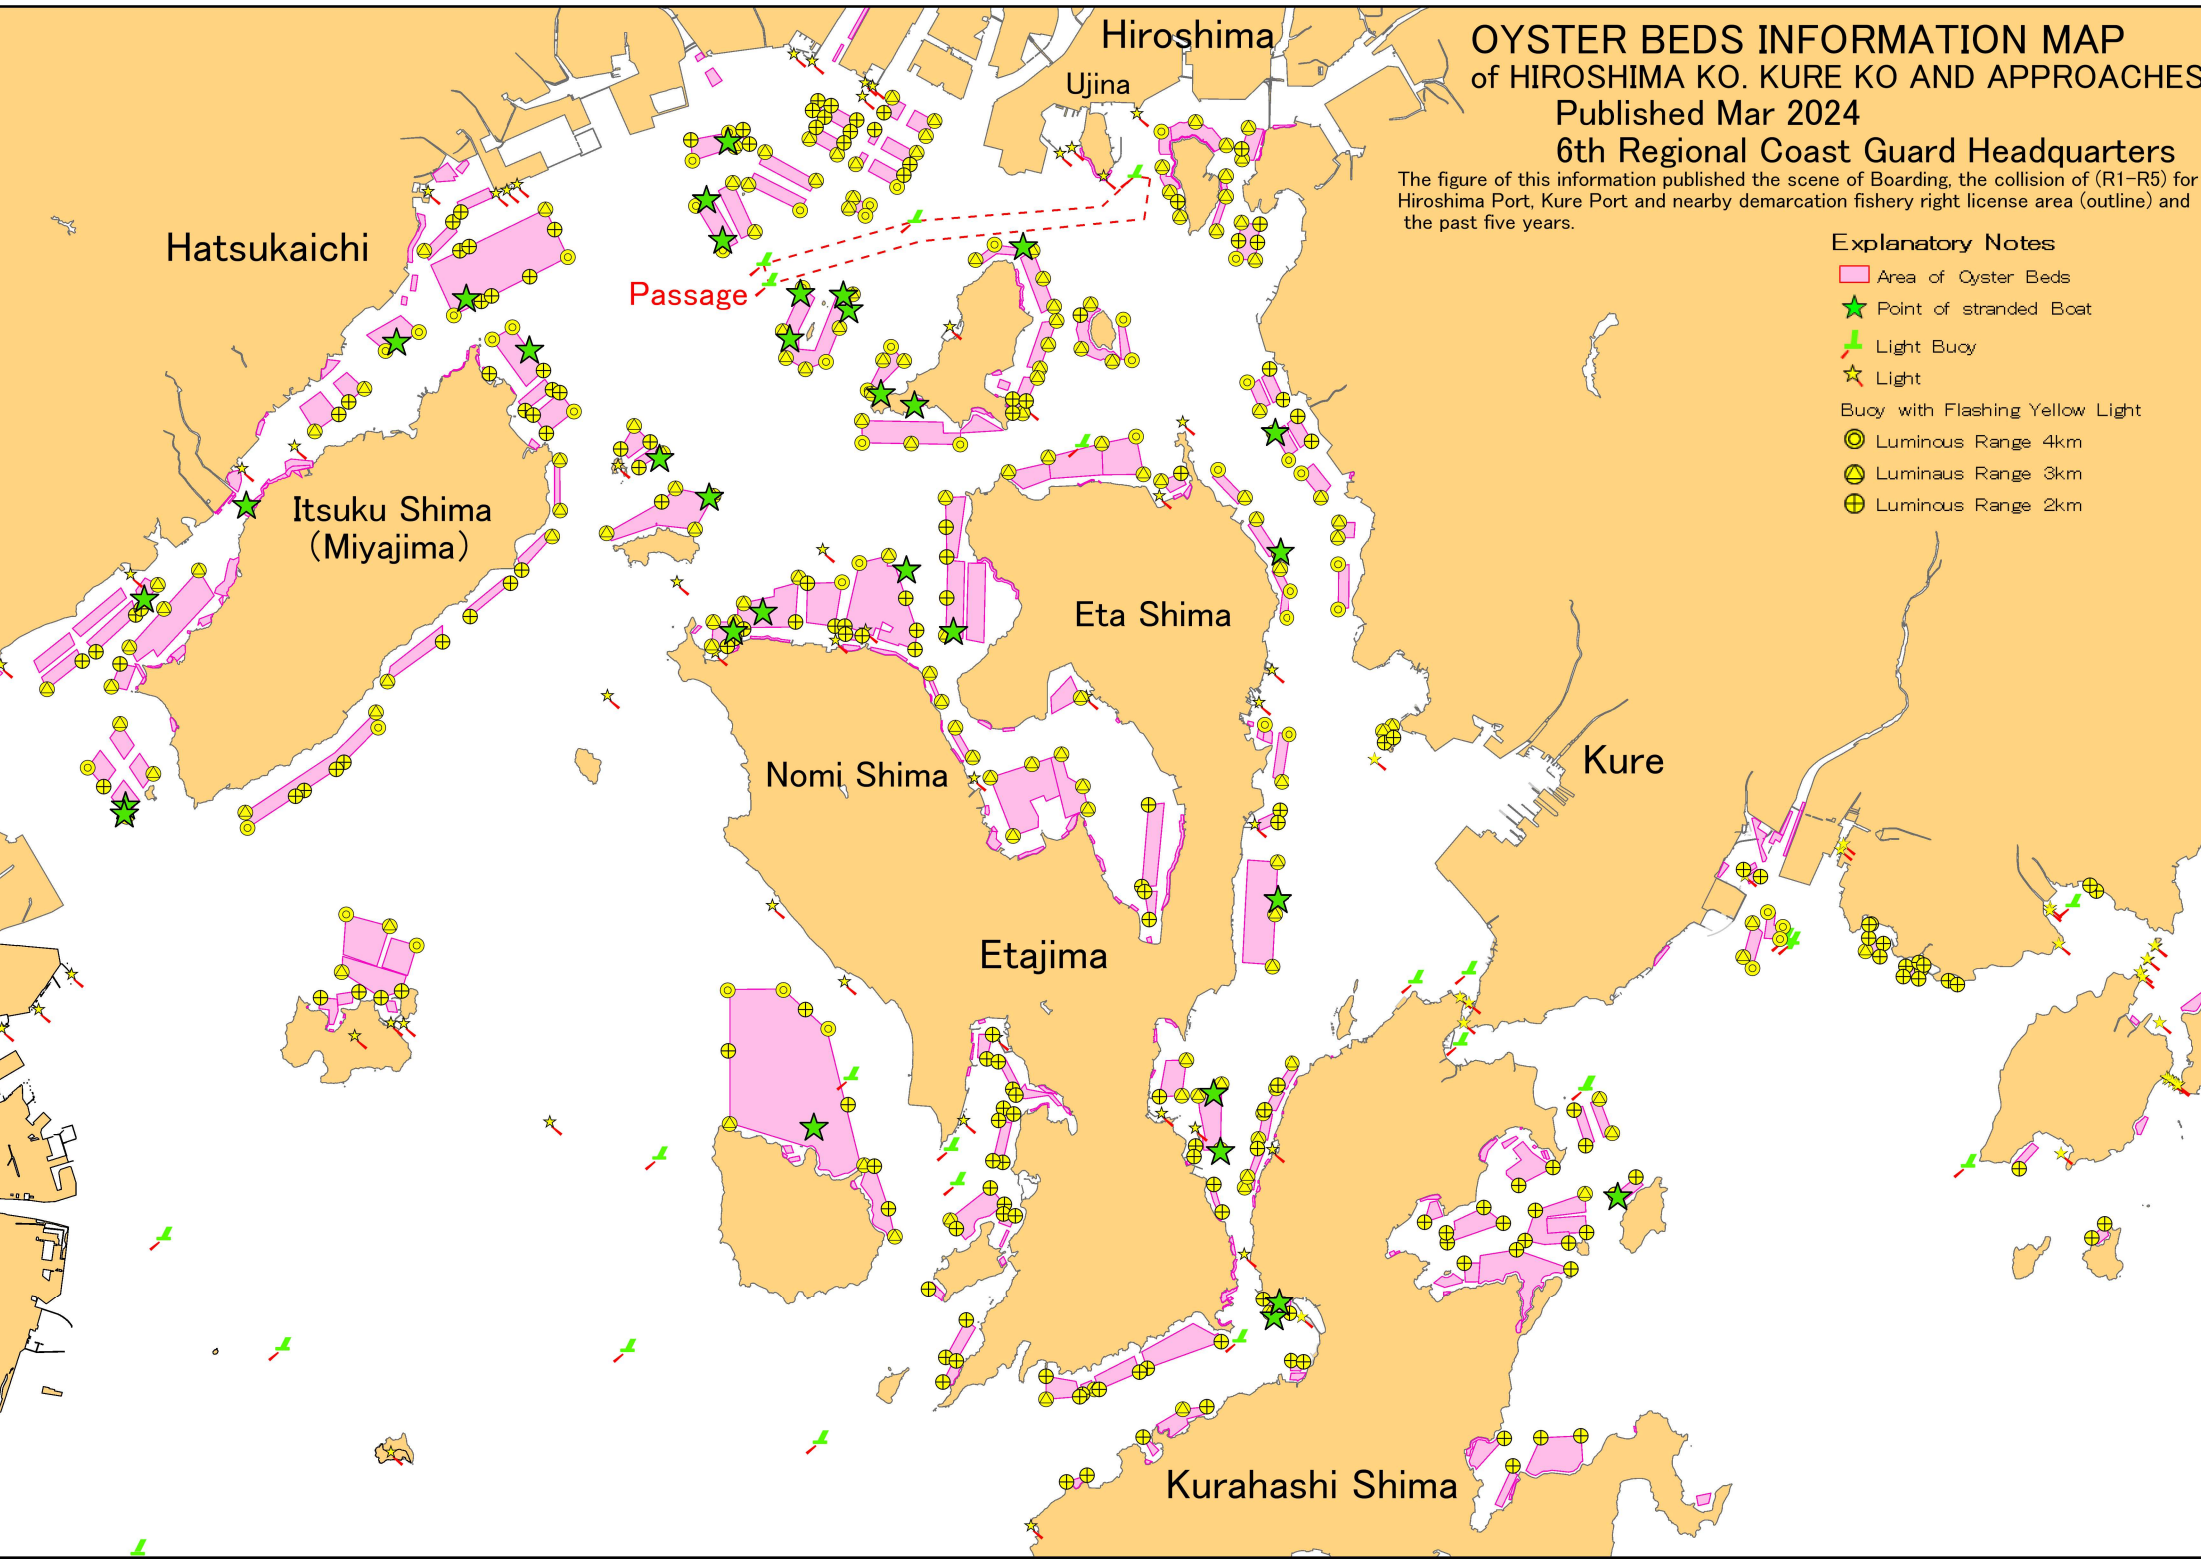 OYSTER BEDS INFORMATION MAP
of HIROSHIMA KO. KURE KO AND APPROACHES
Published Mar 2024
6th Regional Coast Guard Headquarters
The figure of this information published the scene of Boarding, the collision of (R1-R5) for
Hiroshima Port, Kure Port and nearby demarcation fishery right license area (outline) and
the past five years.
Explanatory Notes
Area of Oyster Beds
Point of stranded Boat
Light Buoy
Light
Buoy with Flashing Yellow Light
Luminous Range 4km
Luminaus Range 3km
Luminous Range 2km
Hiroshima
Ujina
Hatsukaichi
Passage
Itsuku Shima
(Miyajima)
Eta Shima
Nomi Shima
Kure
Etajima
Kurahashi Shima